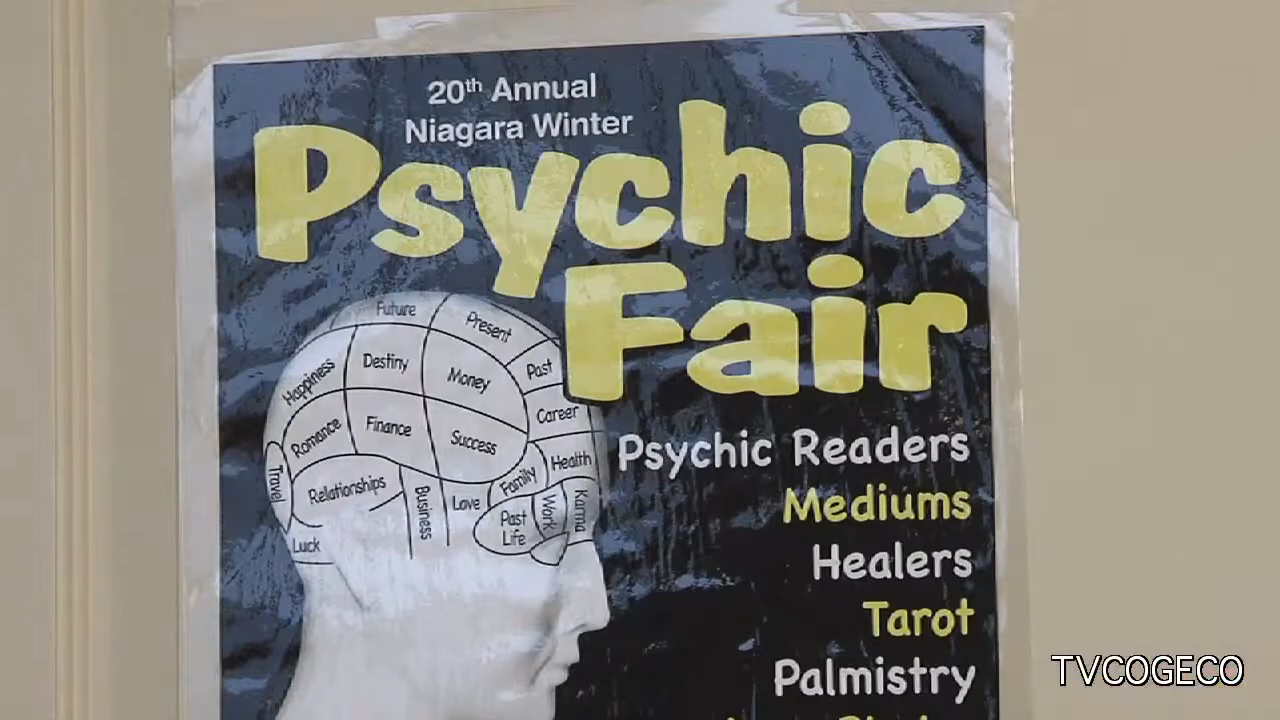 20th Annual
Niagara Winter
Psychic
Fair
Future
Present
Happiness
Destiny
Money
Past
Romance
Finance
Success
Career
Travel
Relationships
Business
Love
Family
Health
Past
Life
Work
Karma
Luck
Psychic Readers
Mediums
Healers
Tarot
Palmistry
TVCOGECO